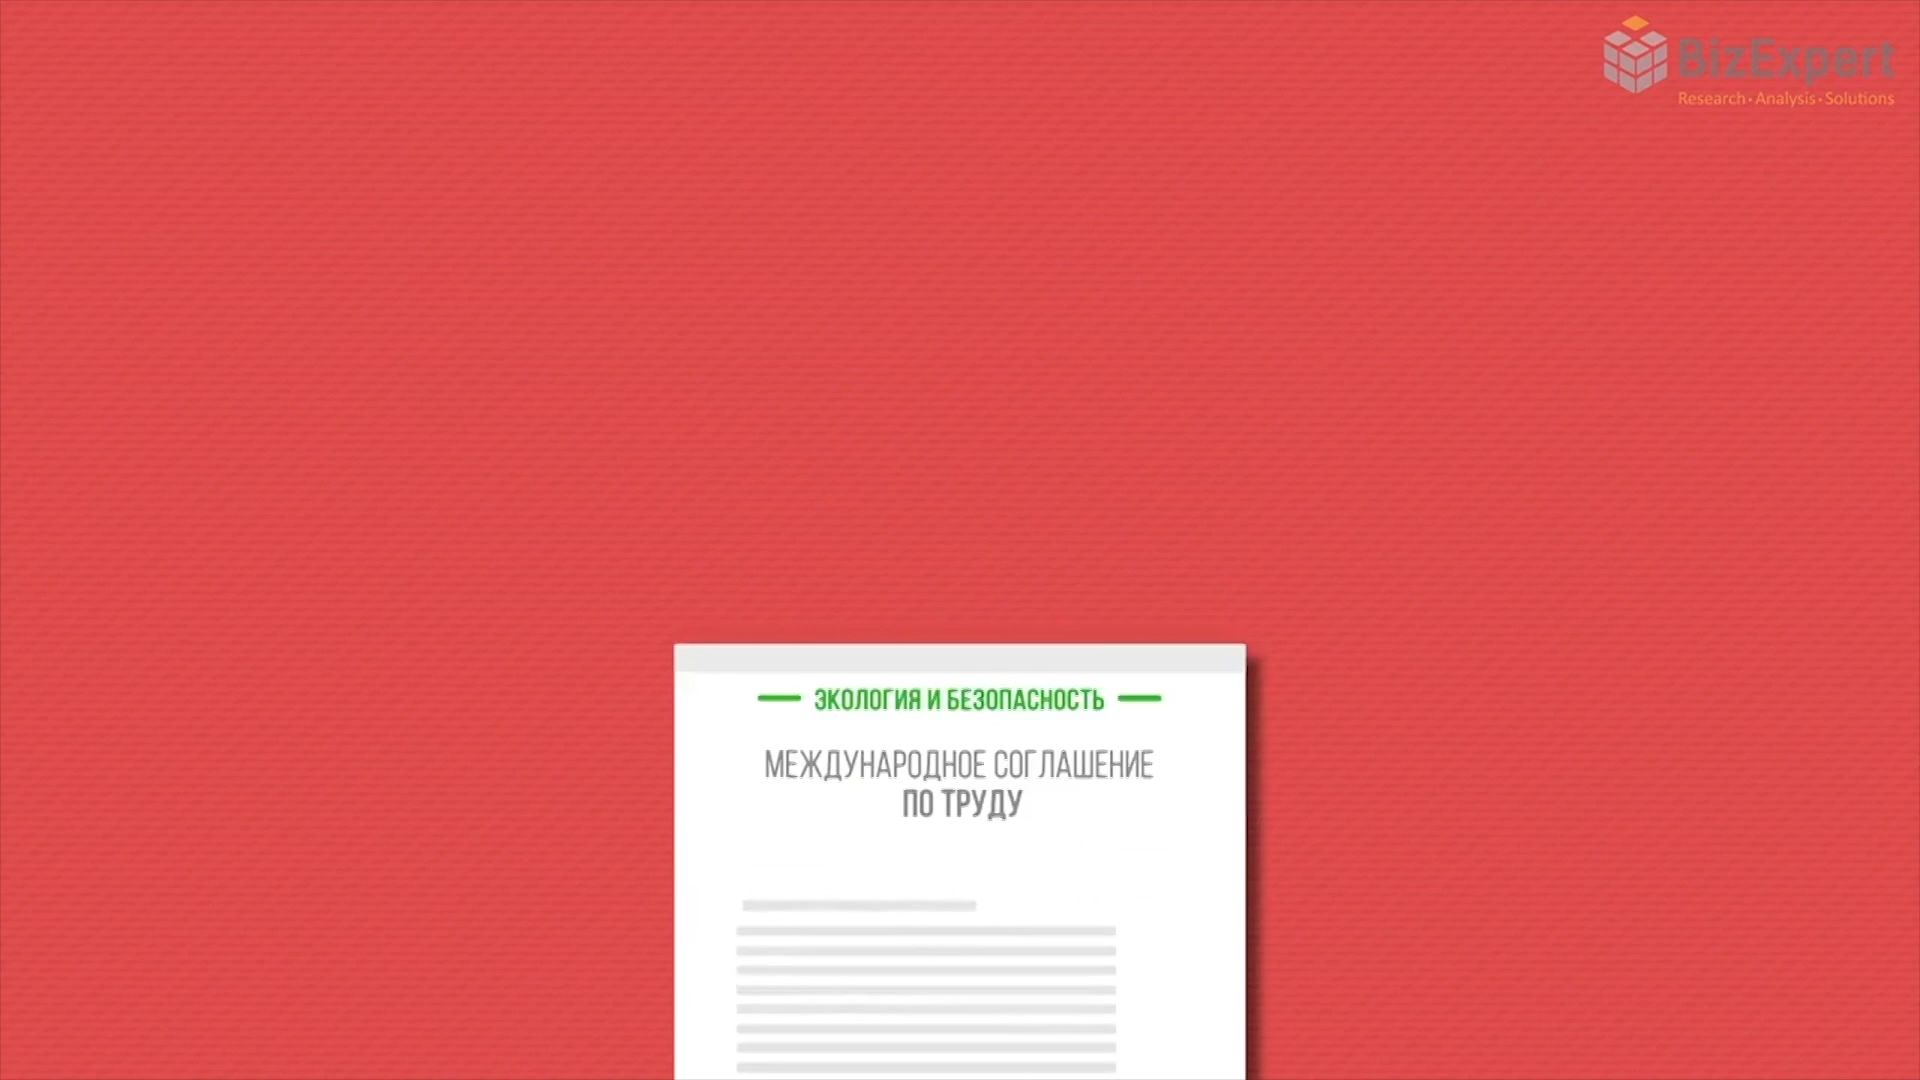 BizExpert
Research · Analysis · Solutions
ЭКОЛОГИЯ И БЕЗОПАСНОСТЬ
МЕЖДУНАРОДНОЕ СОГЛАШЕНИЕ
ПО ТРУДУ